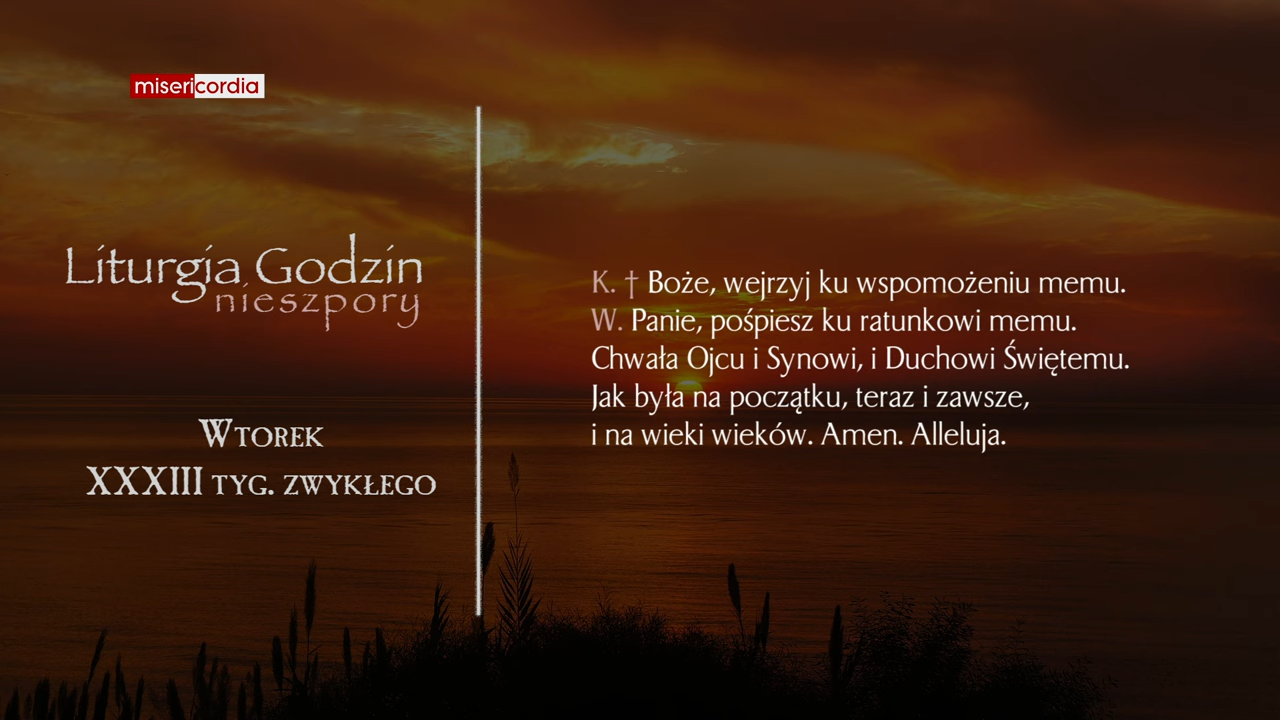 misericordia
Liturgia Godzin
nieszpory
Wtorek
XXXIII tyg. zwykłego
K. † Boże, wejrzyj ku wspomożeniu memu.
W. Panie, pośpiesz ku ratunkowi memu.
Chwała Ojcu i Synowi, i Duchowi Świętemu.
Jak była na początku, teraz i zawsze,
i na wieki wieków. Amen. Alleluja.